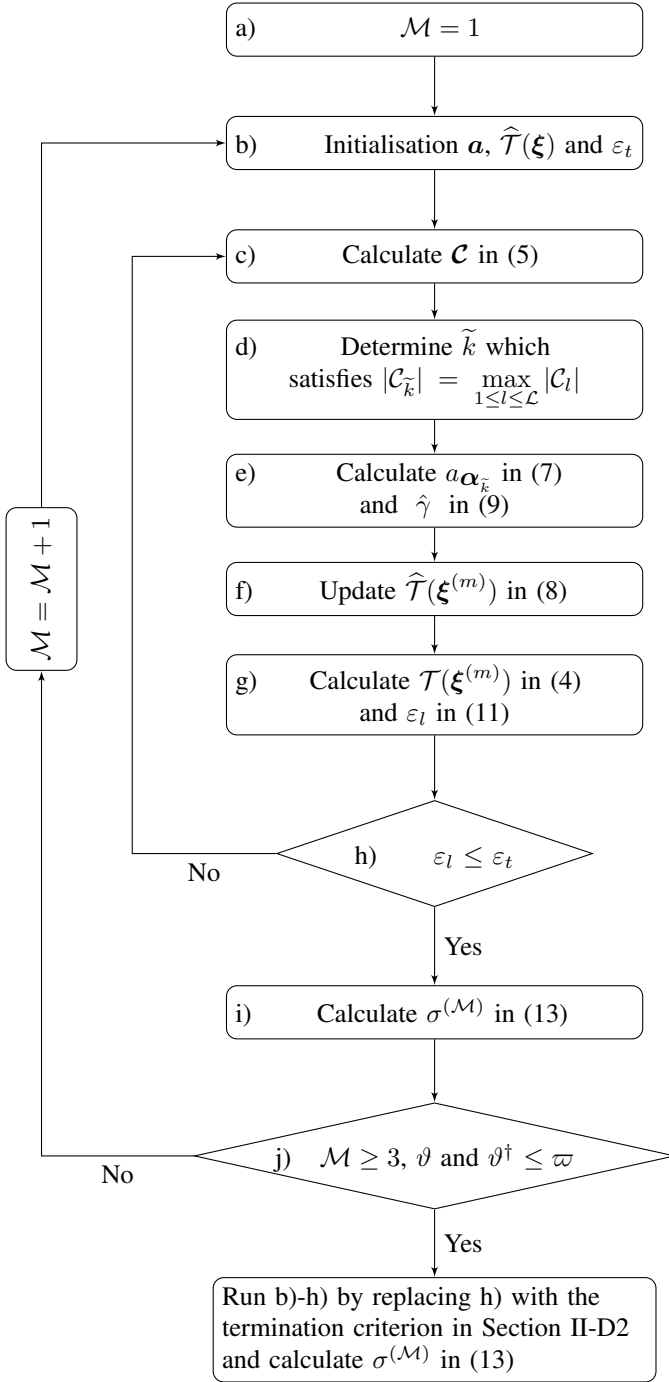 a) ℳ = 1
b) Initialisation 𝒂, 𝒯̂(𝝃) and ε_t
c) Calculate 𝓒 in (5)
d) Determine k̃ which
satisfies |𝒞_k̃| = max_{1≤l≤ℒ} |𝒞_l|
e) Calculate a_{𝜶_k̃} in (7)
and γ̂ in (9)
ℳ = ℳ + 1
f) Update 𝒯̂(𝝃^(m)) in (8)
g) Calculate 𝒯(𝝃^(m)) in (4)
and ε_l in (11)
h) ε_l ≤ ε_t
No
Yes
i) Calculate σ^(ℳ) in (13)
j) ℳ ≥ 3, ϑ and ϑ^† ≤ ϖ
No
Yes
Run b)-h) by replacing h) with the
termination criterion in Section II-D2
and calculate σ^(ℳ) in (13)